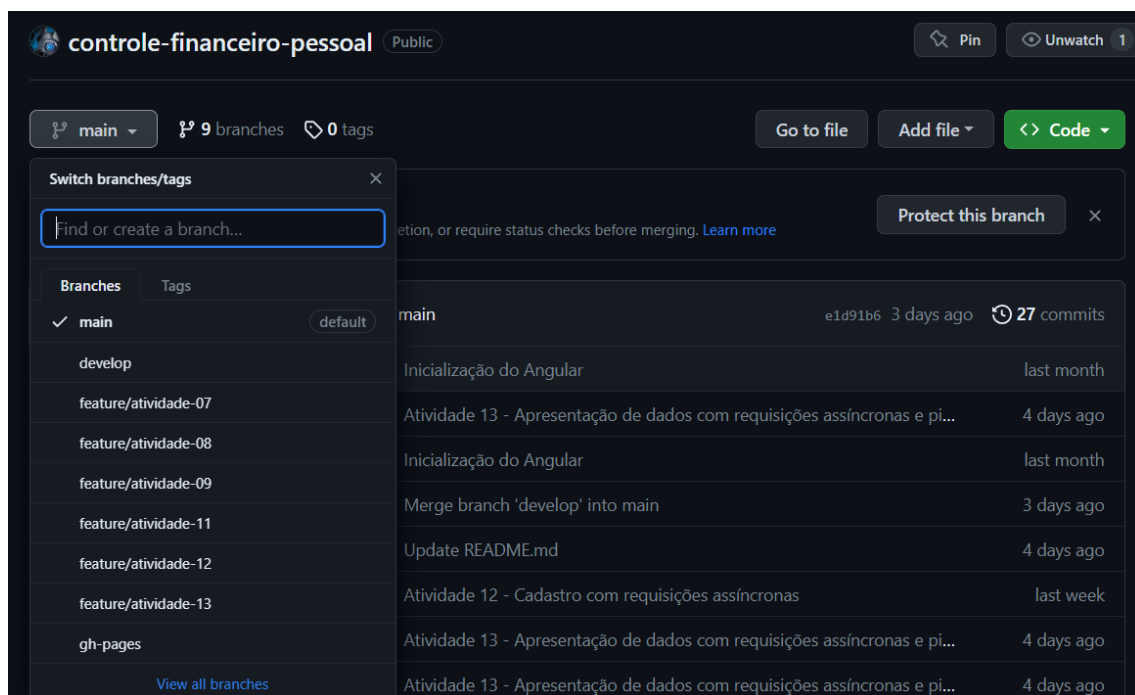 controle-financeiro-pessoal Public Pin Unwatch 1
main 9 branches 0 tags Go to file Add file Code
Switch branches/tags
Find or create a branch...
Protect this branch
etion, or require status checks before merging. Learn more
Branches Tags
main default
main e1d91b6 3 days ago 27 commits
develop
Inicialização do Angular last month
feature/atividade-07
Atividade 13 - Apresentação de dados com requisições assíncronas e pi... 4 days ago
feature/atividade-08
Inicialização do Angular last month
feature/atividade-09
Merge branch 'develop' into main 3 days ago
feature/atividade-11
Update README.md 4 days ago
feature/atividade-12
Atividade 12 - Cadastro com requisições assíncronas last week
feature/atividade-13
Atividade 13 - Apresentação de dados com requisições assíncronas e pi... 4 days ago
gh-pages
View all branches
Atividade 13 - Apresentação de dados com requisições assíncronas e pi... 4 days ago